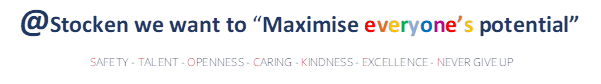 @Stocken we want to “Maximise everyone’s potential”
SAFETY - TALENT - OPENNESS - CARING - KINDNESS - EXCELLENCE - NEVER GIVE UP